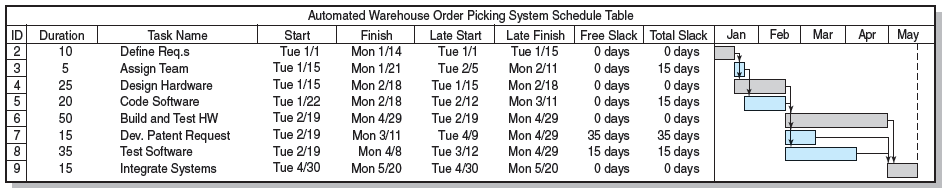 Automated Warehouse Order Picking System Schedule Table
ID Duration Task Name Start Finish Late Start Late Finish Free Slack Total Slack Jan Feb Mar Apr May
2 10 Define Req.s Tue 1/1 Mon 1/14 Tue 1/1 Tue 1/15 0 days 0 days
3 5 Assign Team Tue 1/15 Mon 1/21 Tue 2/5 Mon 2/11 0 days 15 days
4 25 Design Hardware Tue 1/15 Mon 2/18 Tue 1/15 Mon 2/18 0 days 0 days
5 20 Code Software Tue 1/22 Mon 2/18 Tue 2/12 Mon 3/11 0 days 15 days
6 50 Build and Test HW Tue 2/19 Mon 4/29 Tue 2/19 Mon 4/29 0 days 0 days
7 15 Dev. Patent Request Tue 2/19 Mon 3/11 Tue 4/9 Mon 4/29 35 days 35 days
8 35 Test Software Tue 2/19 Mon 4/8 Tue 3/12 Mon 4/29 15 days 15 days
9 15 Integrate Systems Tue 4/30 Mon 5/20 Tue 4/30 Mon 5/20 0 days 0 days